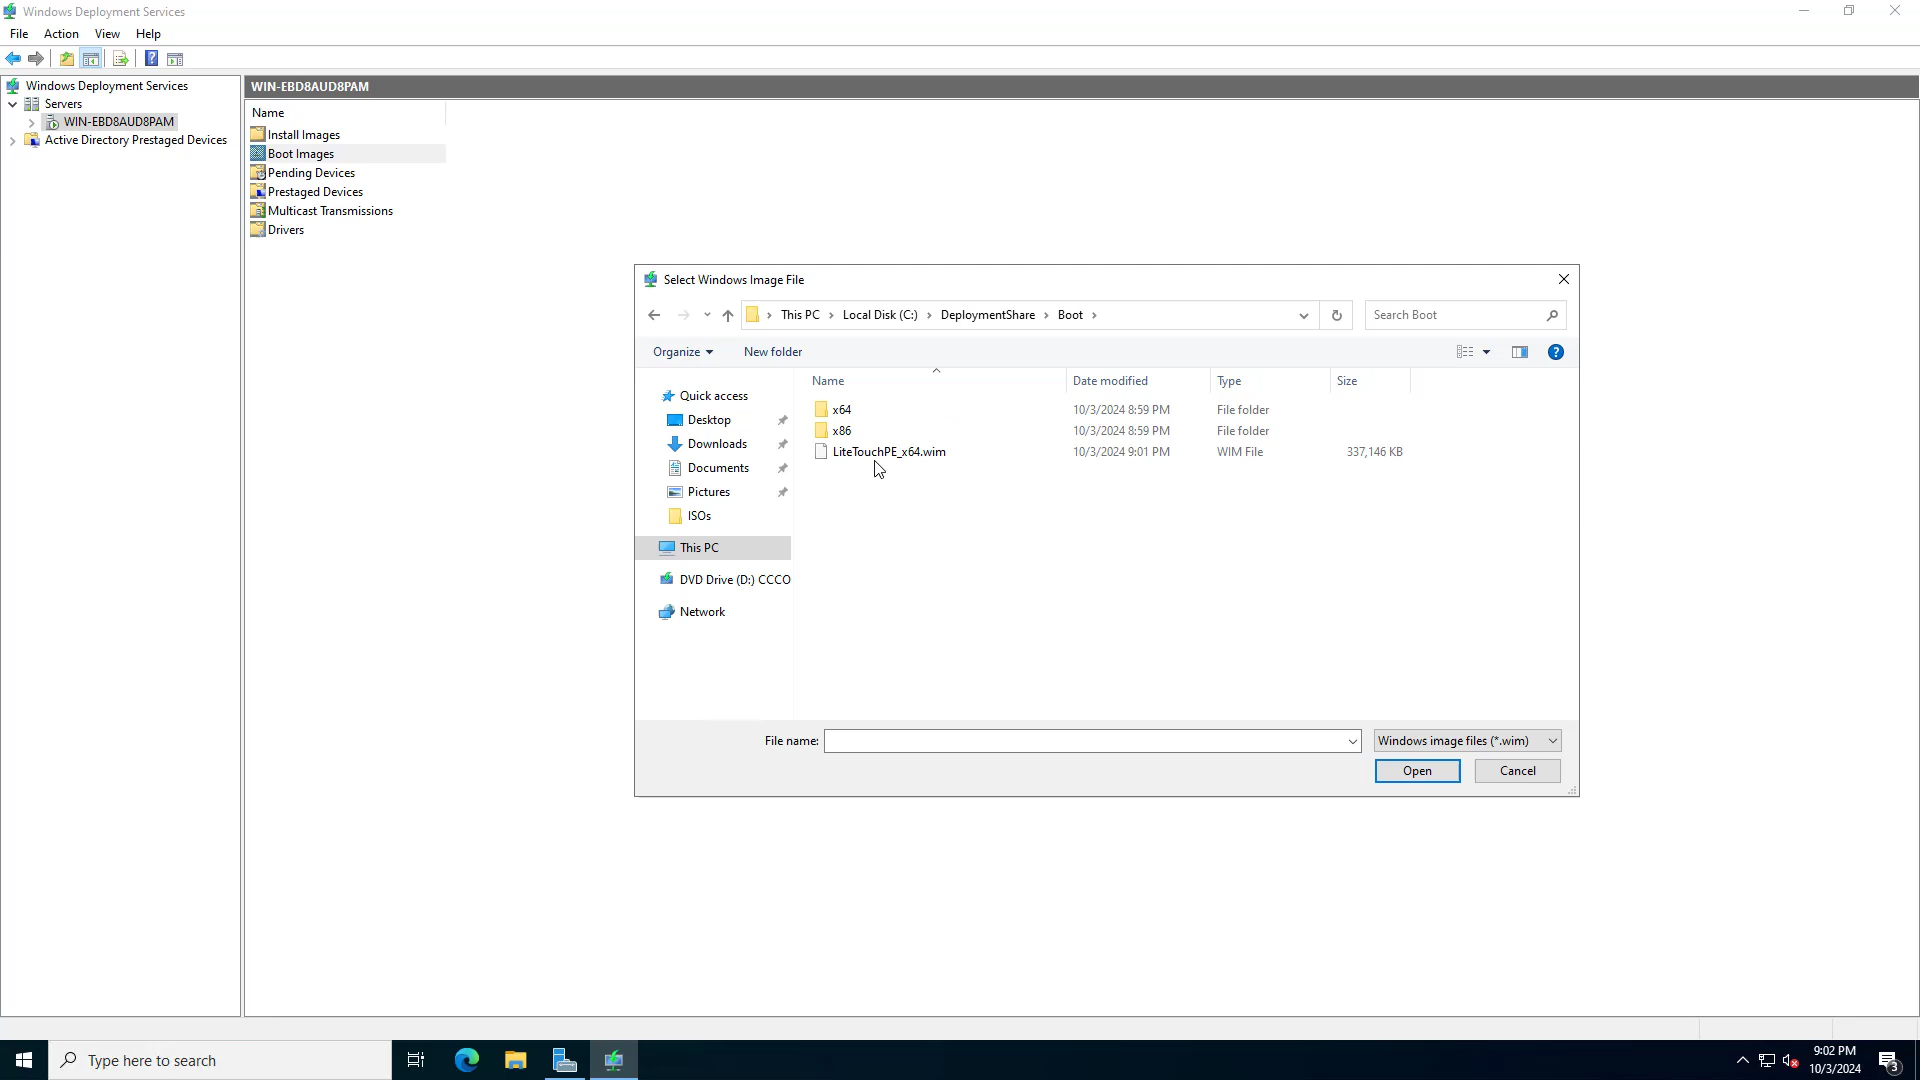 Windows Deployment Services
File Action View Help
Windows Deployment Services
Servers
WIN-EBD8AUD8PAM
Active Directory Prestaged Devices
WIN-EBD8AUD8PAM
Name
Install Images
Boot Images
Pending Devices
Prestaged Devices
Multicast Transmissions
Drivers
Select Windows Image File
This PC › Local Disk (C:) › DeploymentShare › Boot ›
Search Boot
Organize New folder
Quick access
Desktop
Downloads
Documents
Pictures
ISOs
This PC
DVD Drive (D:) CCCO
Network
Name Date modified Type Size
x64 10/3/2024 8:59 PM File folder
x86 10/3/2024 8:59 PM File folder
LiteTouchPE_x64.wim 10/3/2024 9:01 PM WIM File 337,146 KB
File name: Windows image files (*.wim)
Open Cancel
Type here to search
9:02 PM
10/3/2024
3